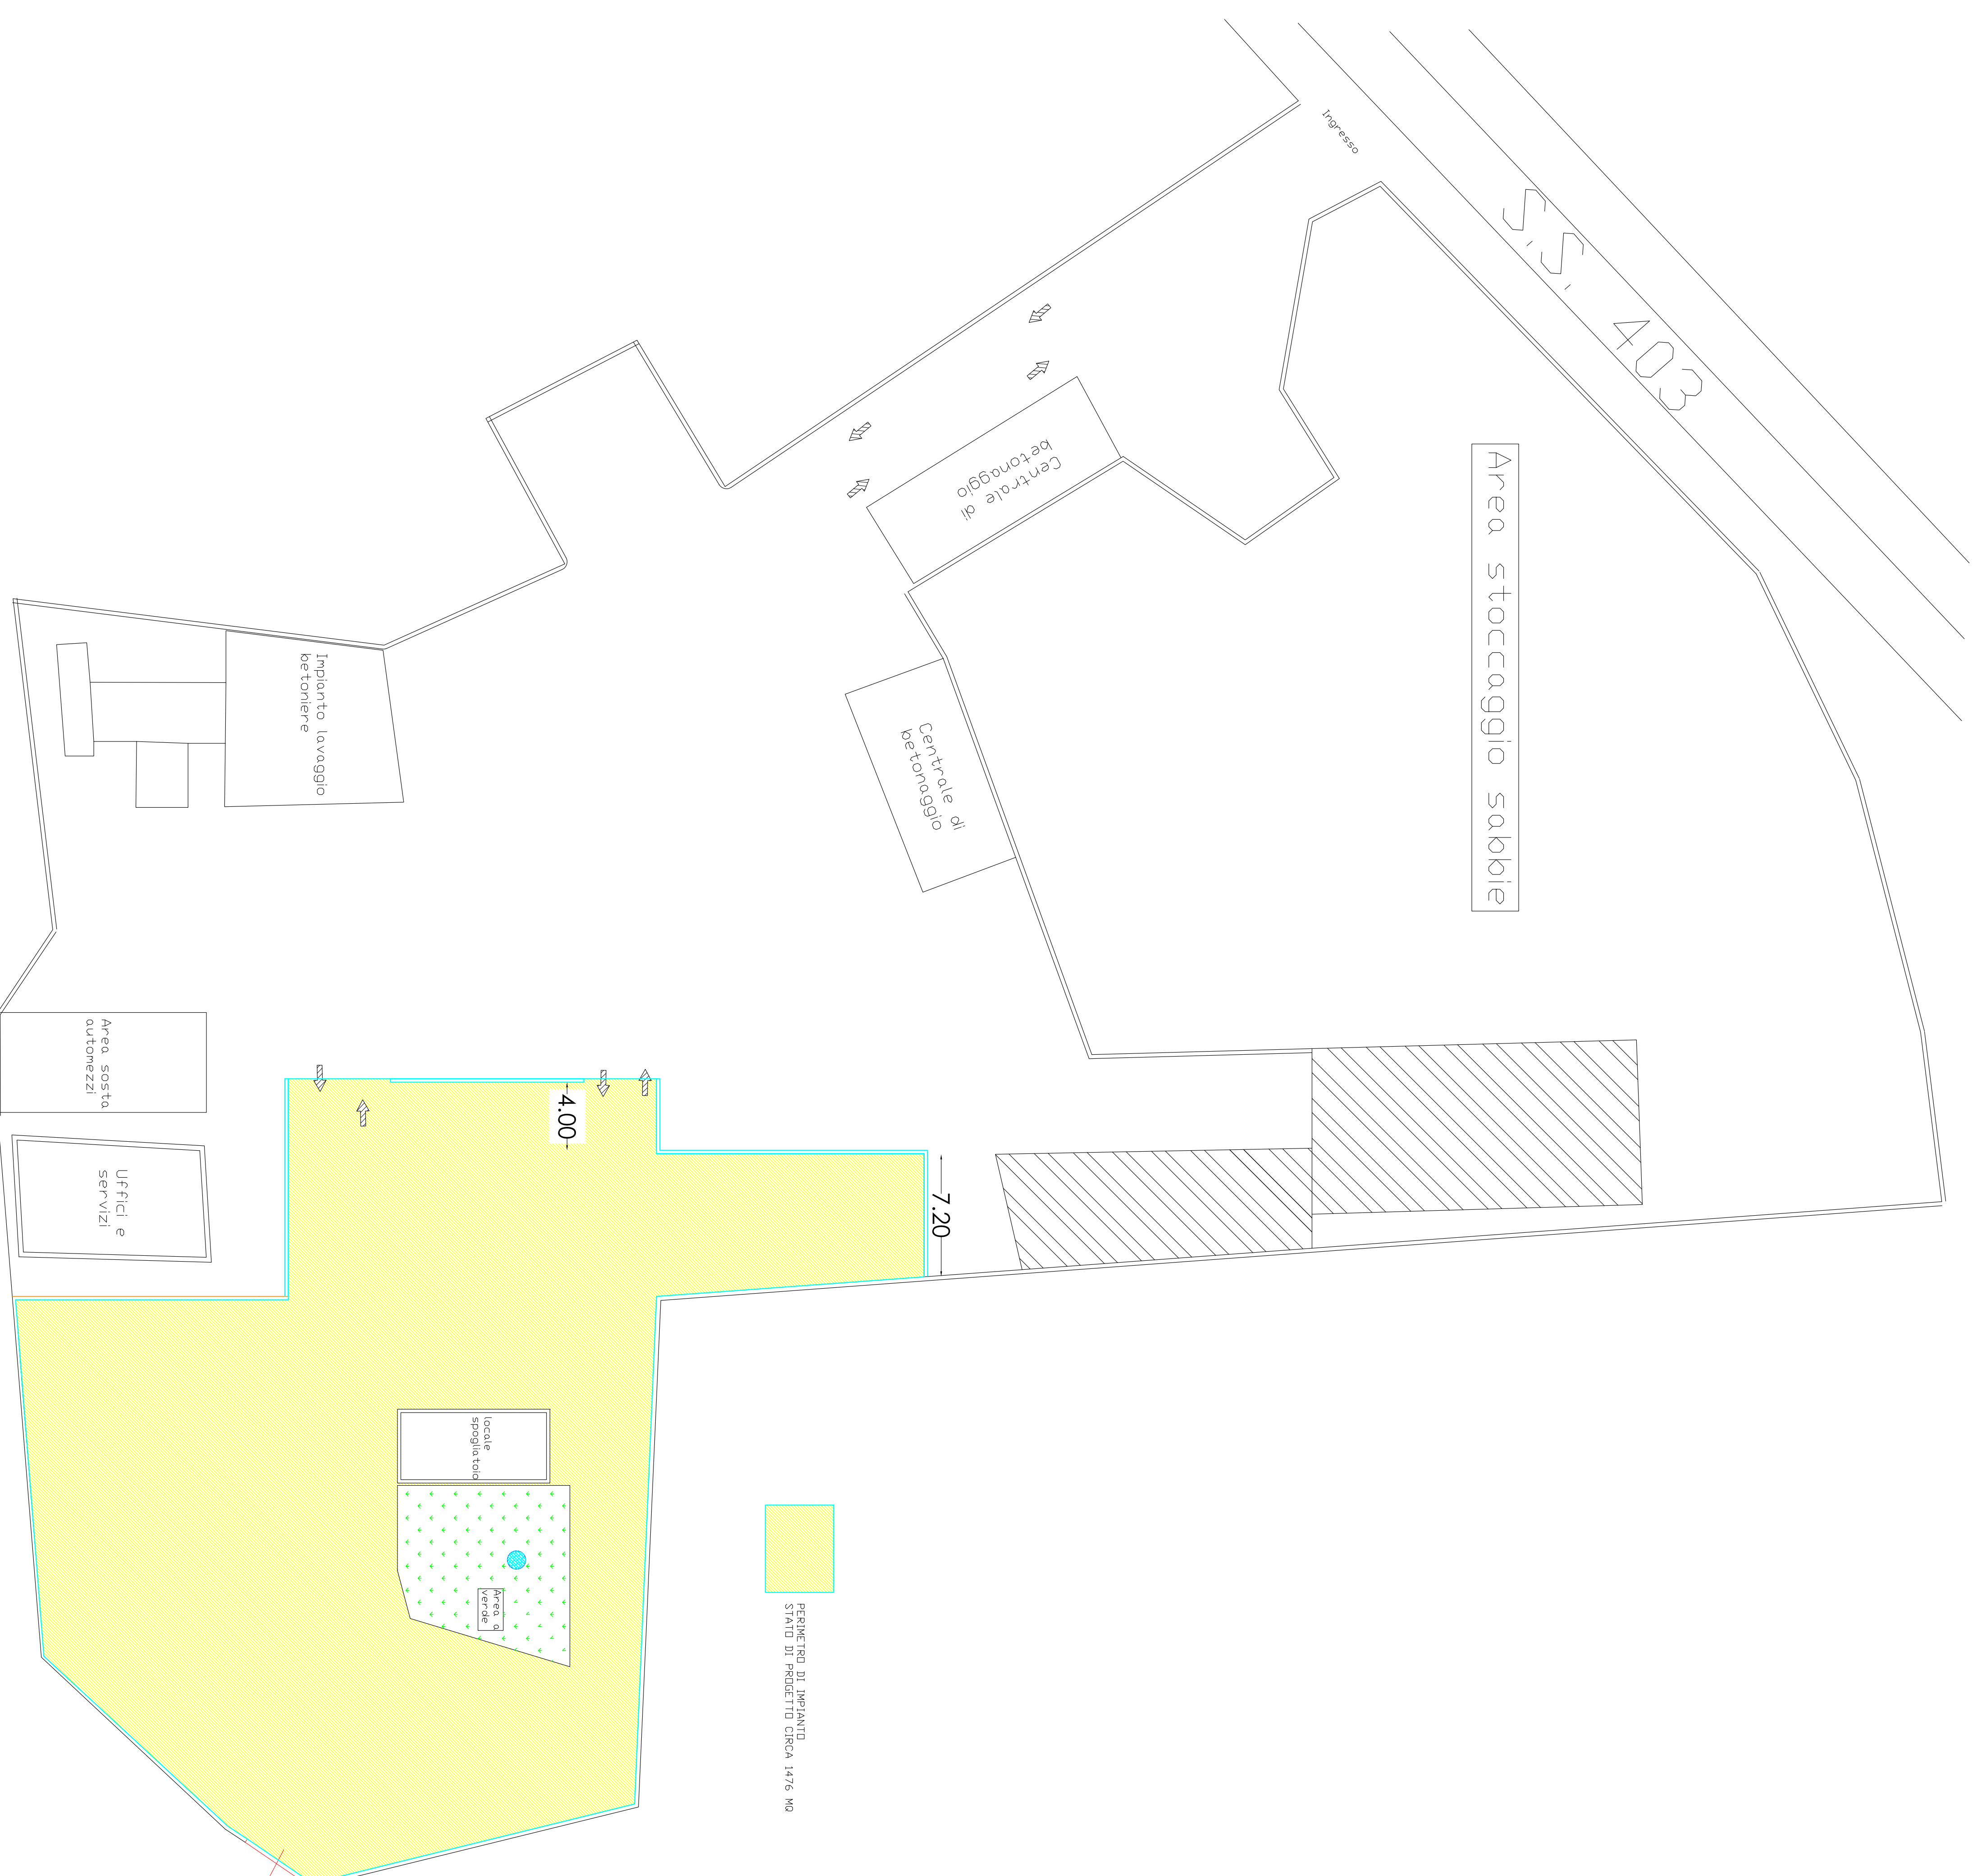 Ingresso
S.S. 403
Area stoccaggio sabbie
Centrale di
betonaggio
Centrale di
betonaggio
Impianto lavaggio
betoniere
Area sosta
automezzi
Uffici e
servizi
4.00
7.20
locale
spogliatoio
Area a
verde
PERIMETRO DI IMPIANTO
STATO DI PROGETTO CIRCA 1476 MQ